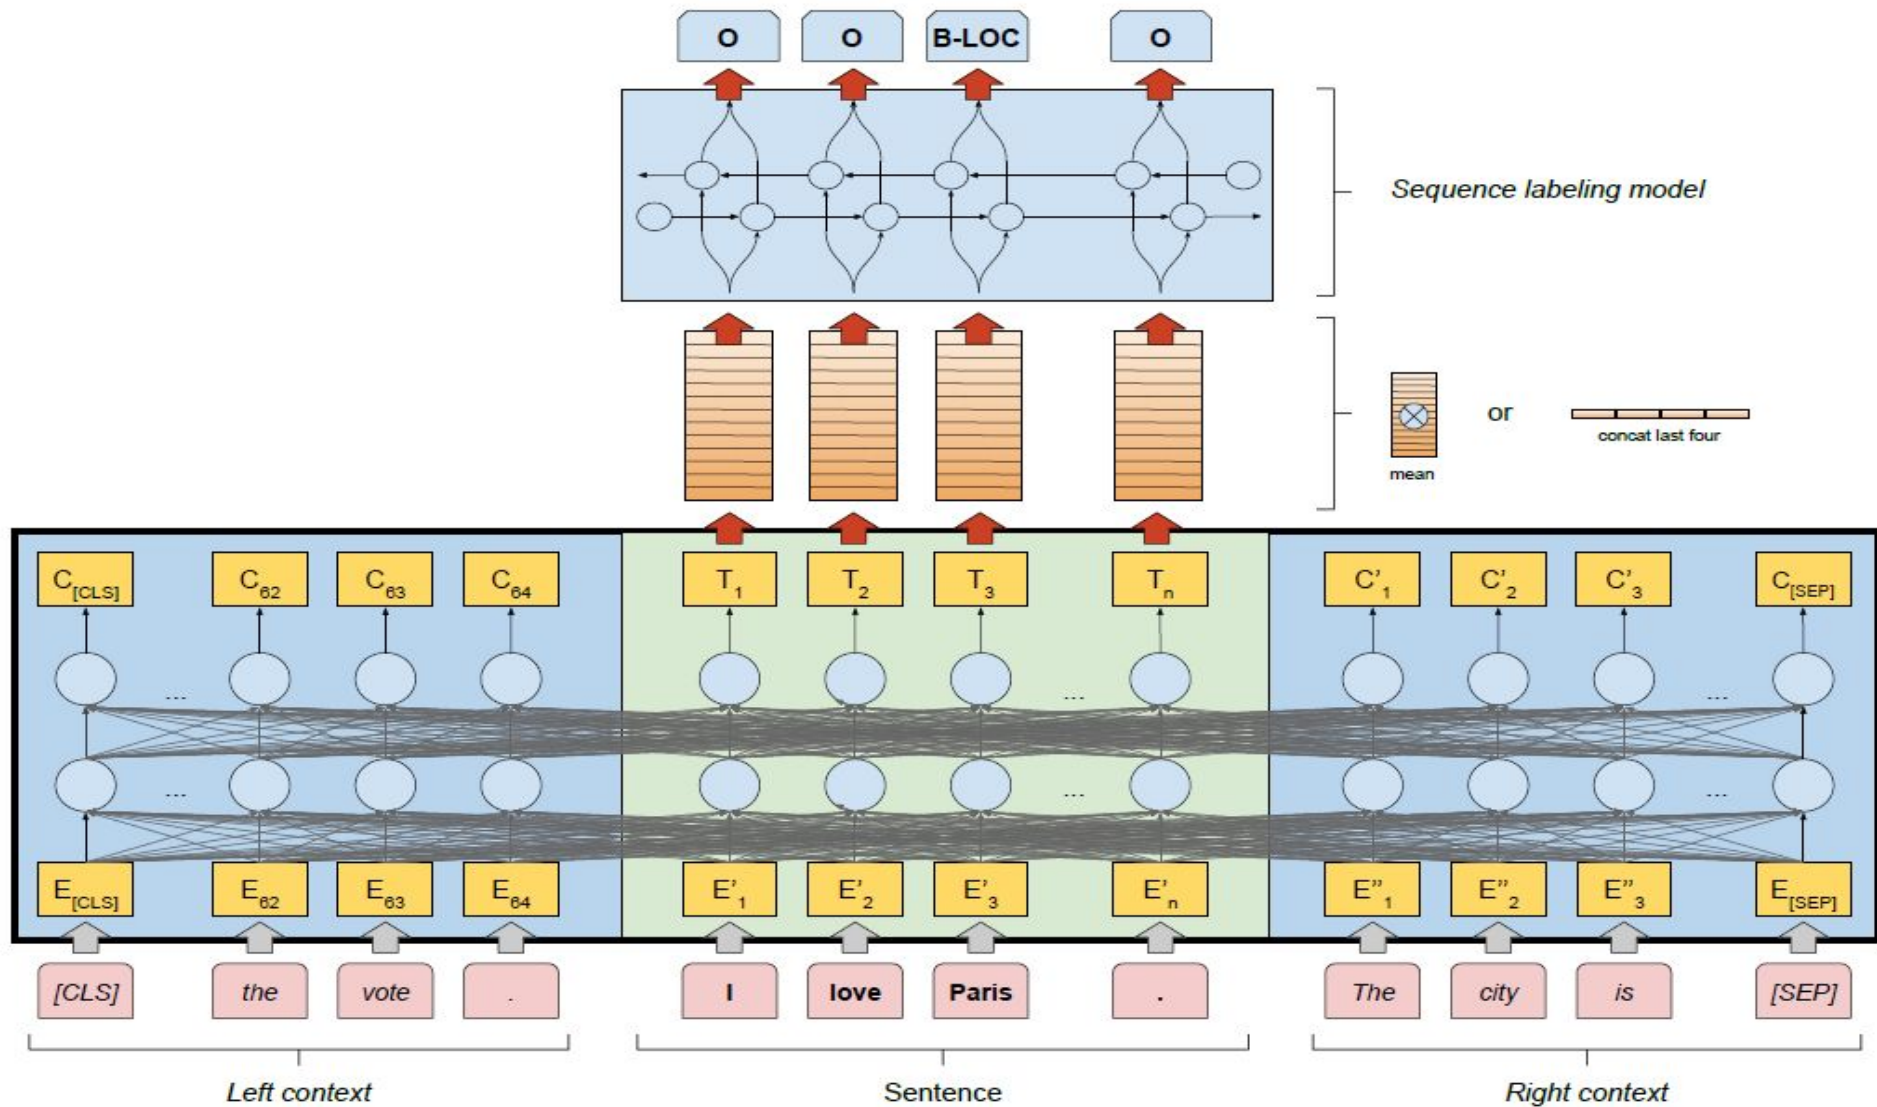 O O B-LOC O
Sequence labeling model
or
concat last four
mean
C[CLS] C62 C63 C64 T1 T2 T3 Tn C’1 C’2 C’3 C[SEP]
... ... ...
... ... ...
E[CLS] E62 E63 E64 E’1 E’2 E’3 E’n E”1 E”2 E”3 E[SEP]
[CLS] the vote . I love Paris . The city is [SEP]
Left context Sentence Right context